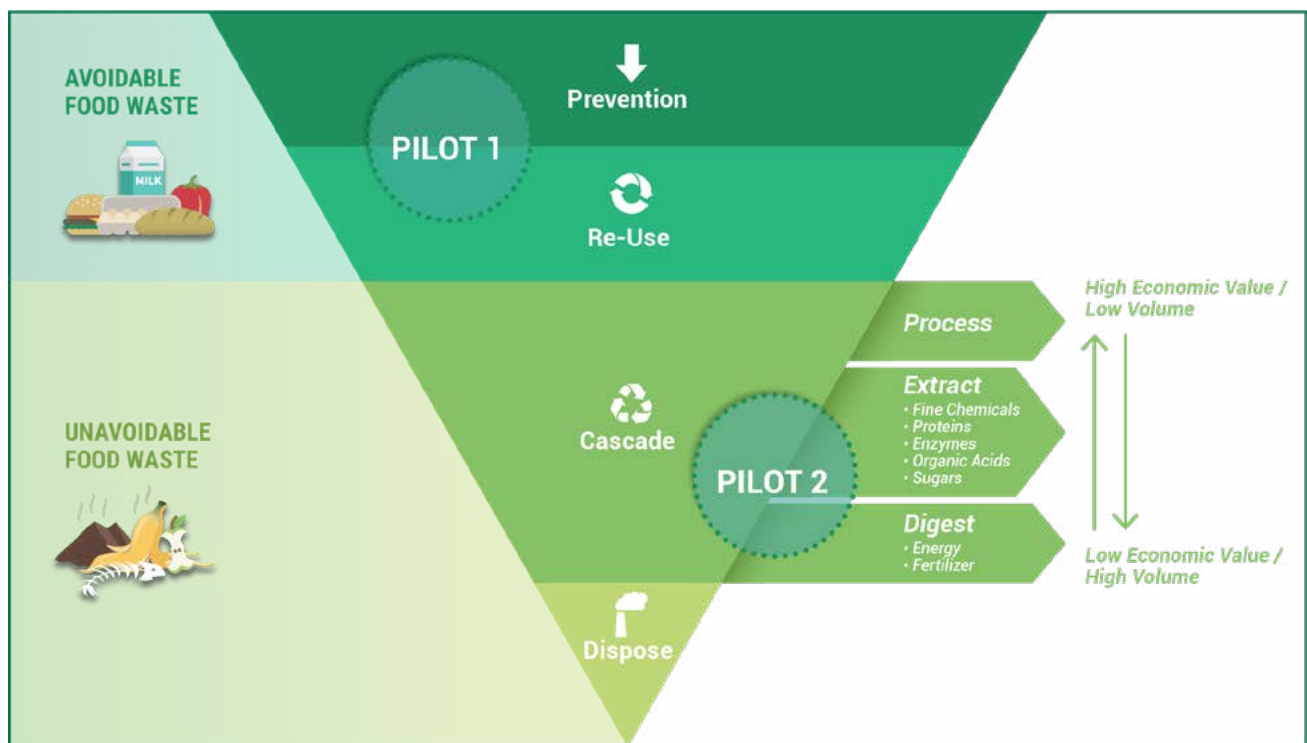 AVOIDABLE
FOOD WASTE
MILK
Prevention
PILOT 1
Re-Use
UNAVOIDABLE
FOOD WASTE
Cascade
PILOT 2
Process
Extract
• Fine Chemicals
• Proteins
• Enzymes
• Organic Acids
• Sugars
Digest
• Energy
• Fertilizer
High Economic Value /
Low Volume
Low Economic Value /
High Volume
Dispose